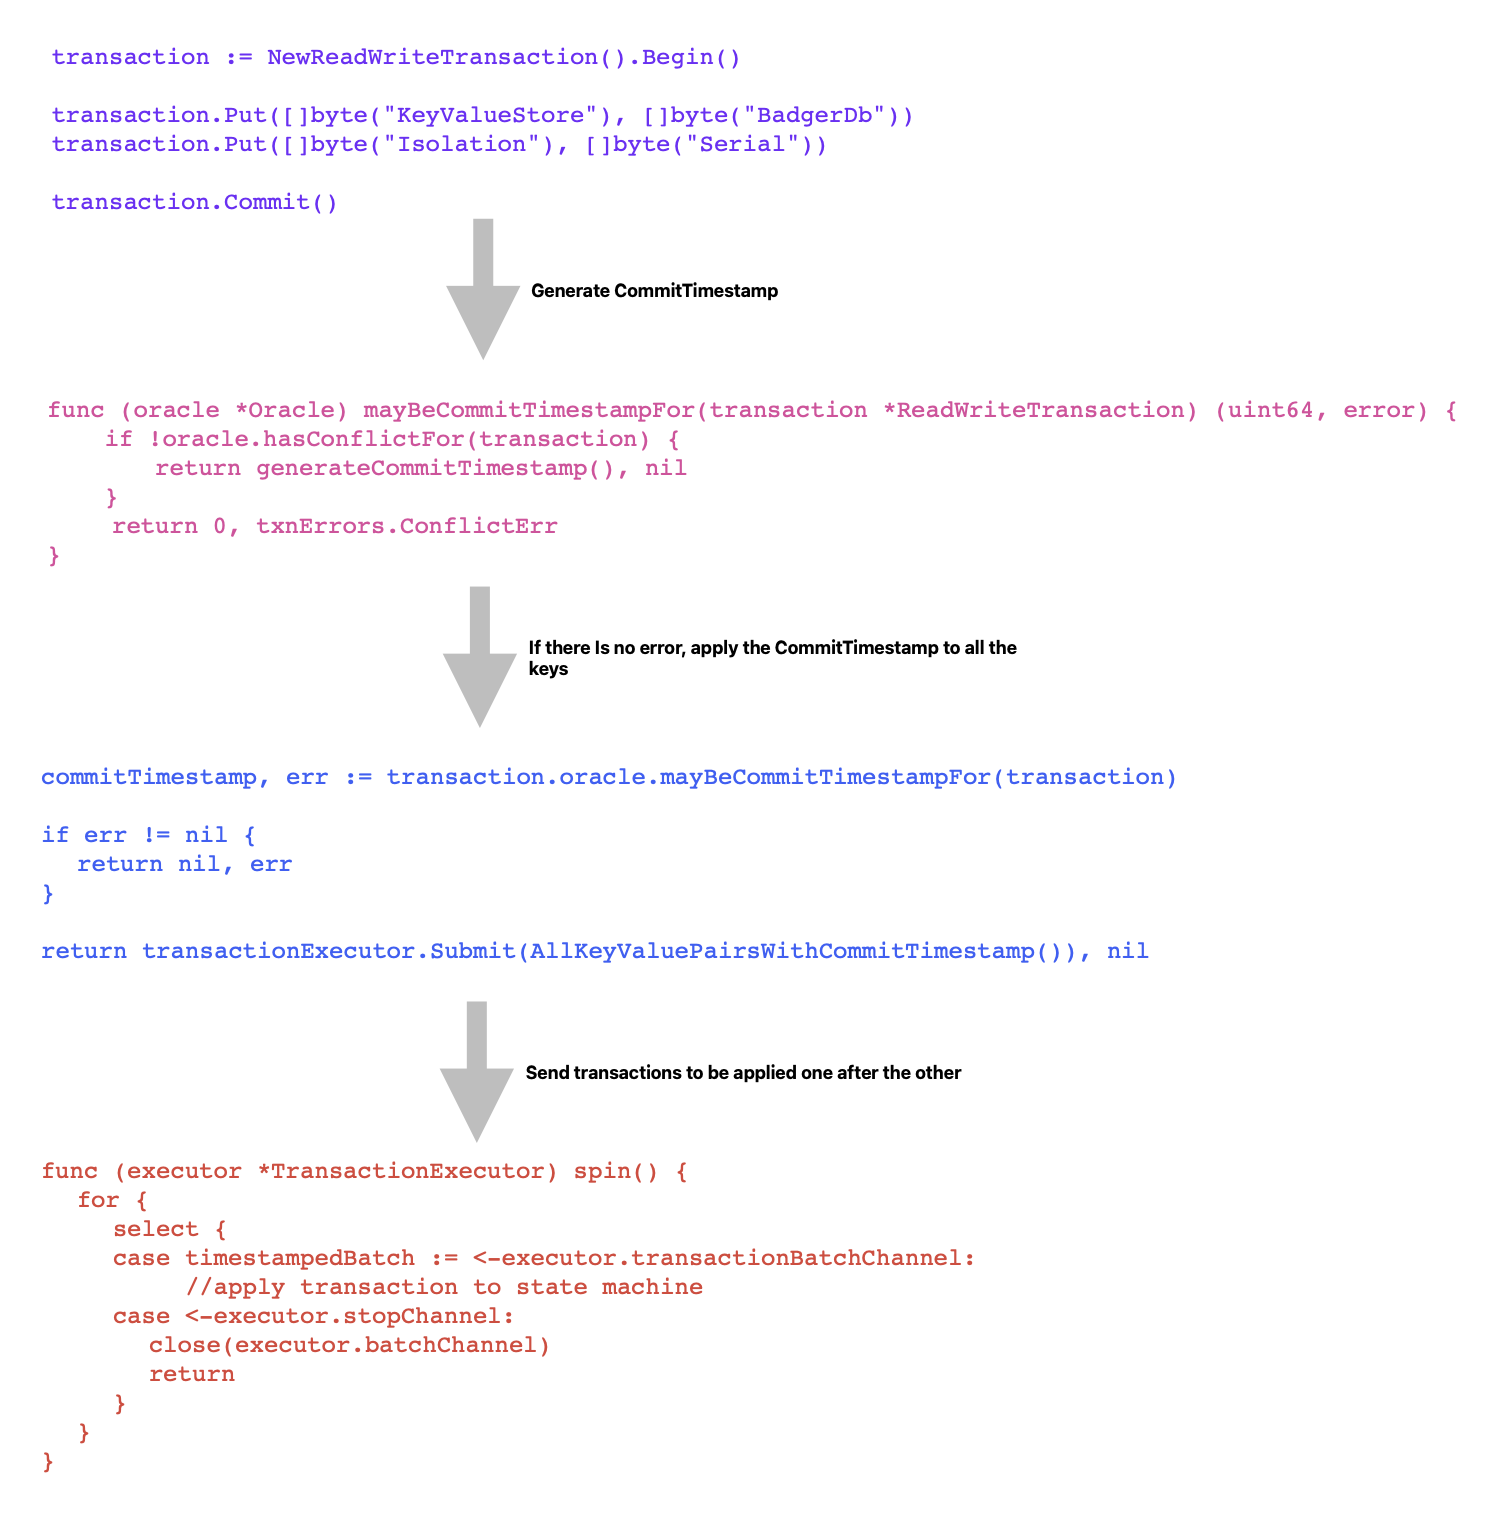 transaction := NewReadWriteTransaction().Begin()
transaction.Put([]byte("KeyValueStore"), []byte("BadgerDb"))
transaction.Put([]byte("Isolation"), []byte("Serial"))
transaction.Commit()
Generate CommitTimestamp
func (oracle *Oracle) mayBeCommitTimestampFor(transaction *ReadWriteTransaction) (uint64, error) {
if !oracle.hasConflictFor(transaction) {
return generateCommitTimestamp(), nil
}
return 0, txnErrors.ConflictErr
}
If there Is no error, apply the CommitTimestamp to all the
keys
commitTimestamp, err := transaction.oracle.mayBeCommitTimestampFor(transaction)
if err != nil {
return nil, err
}
return transactionExecutor.Submit(AllKeyValuePairsWithCommitTimestamp()), nil
Send transactions to be applied one after the other
func (executor *TransactionExecutor) spin() {
for {
select {
case timestampedBatch := <-executor.transactionBatchChannel:
//apply transaction to state machine
case <-executor.stopChannel:
close(executor.batchChannel)
return
}
}
}